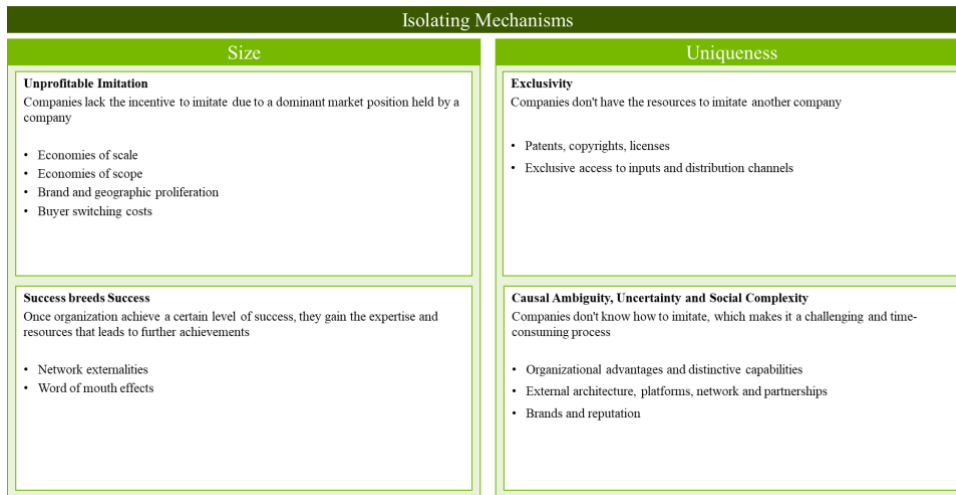 Isolating Mechanisms
Size
Unprofitable Imitation
Companies lack the incentive to imitate due to a dominant market position held by a
company
• Economies of scale
• Economies of scope
• Brand and geographic proliferation
• Buyer switching costs
Success breeds Success
Once organization achieve a certain level of success, they gain the expertise and
resources that leads to further achievements
• Network externalities
• Word of mouth effects
Uniqueness
Exclusivity
Companies don't have the resources to imitate another company
• Patents, copyrights, licenses
• Exclusive access to inputs and distribution channels
Causal Ambiguity, Uncertainty and Social Complexity
Companies don't know how to imitate, which makes it a challenging and time-
consuming process
• Organizational advantages and distinctive capabilities
• External architecture, platforms, network and partnerships
• Brands and reputation